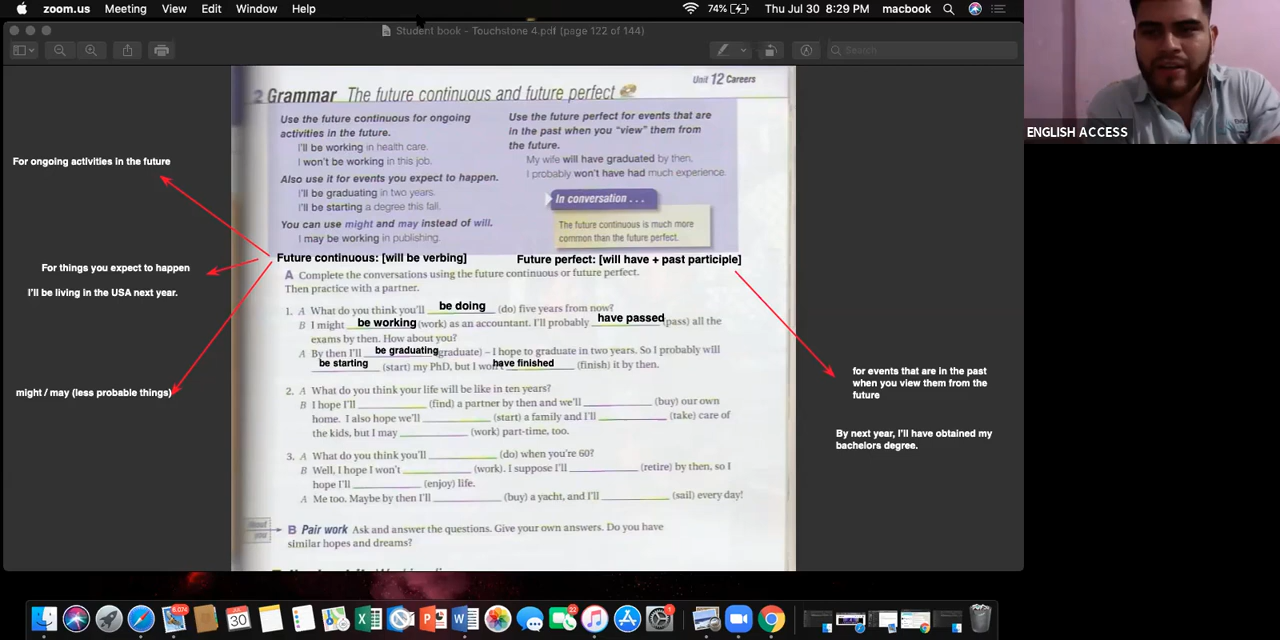 zoom.us Meeting View Edit Window Help 74% Thu Jul 30 8:29 PM macbook
Student book - Touchstone 4.pdf (page 122 of 144)
Search
ENGLISH ACCESS
Unit 12 Careers
2 Grammar The future continuous and future perfect
Use the future continuous for ongoing
activities in the future.
I'll be working in health care.
I won't be working in this job.
Also use it for events you expect to happen.
I'll be graduating in two years.
I'll be starting a degree this fall.
You can use might and may instead of will.
I may be working in publishing.
Use the future perfect for events that are
in the past when you "view" them from
the future.
My wife will have graduated by then.
I probably won't have had much experience.
In conversation . . .
The future continuous is much more
common than the future perfect.
For ongoing activities in the future
For things you expect to happen
I'll be living in the USA next year.
might / may (less probable things)
Future continuous: [will be verbing]
Future perfect: [will have + past participle]
for events that are in the past
when you view them from the
future
By next year, I'll have obtained my
bachelors degree.
A Complete the conversations using the future continuous or future perfect.
Then practice with a partner.
1. A What do you think you'll be doing (do) five years from now?
B I might be working (work) as an accountant. I'll probably have passed (pass) all the
exams by then. How about you?
A By then I'll be graduating graduate) – I hope to graduate in two years. So I probably will
be starting (start) my PhD, but I won't have finished (finish) it by then.
2. A What do you think your life will be like in ten years?
B I hope I'll ____________ (find) a partner by then and we'll ____________ (buy) our own
home. I also hope we'll ____________ (start) a family and I'll ____________ (take) care of
the kids, but I may ____________ (work) part-time, too.
3. A What do you think you'll ____________ (do) when you're 60?
B Well, I hope I won't ____________ (work). I suppose I'll ____________ (retire) by then, so I
hope I'll ____________ (enjoy) life.
A Me too. Maybe by then I'll ____________ (buy) a yacht, and I'll ____________ (sail) every day!
About
you
B Pair work Ask and answer the questions. Give your own answers. Do you have
similar hopes and dreams?
6,074
30
22
1